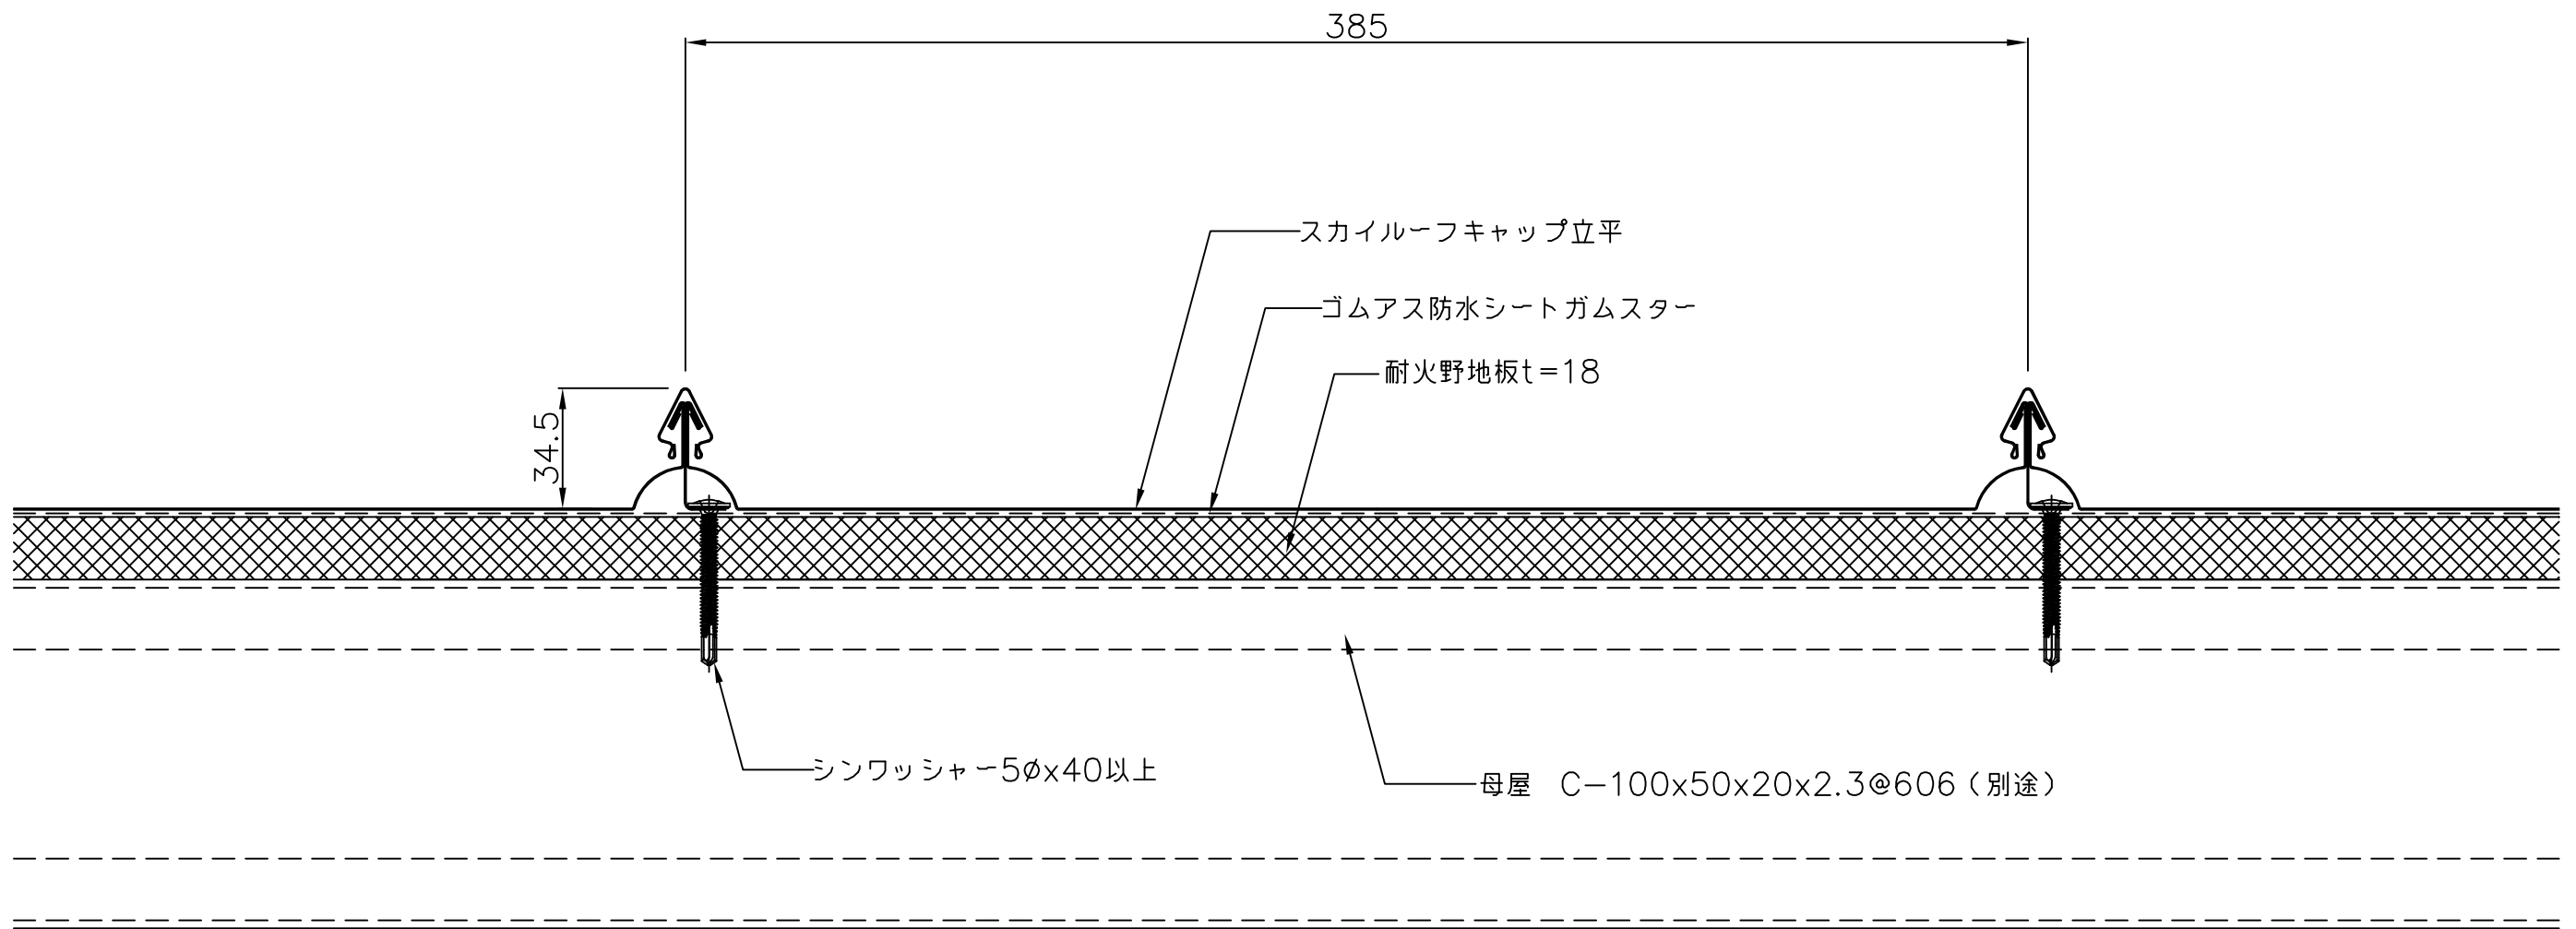 385
スカイルーフキャップ立平
ゴムアス防水シートガムスター
耐火野地板t=18
34.5
シンワッシャー5øx40以上
母屋　C-100x50x20x2.3@606（別途）